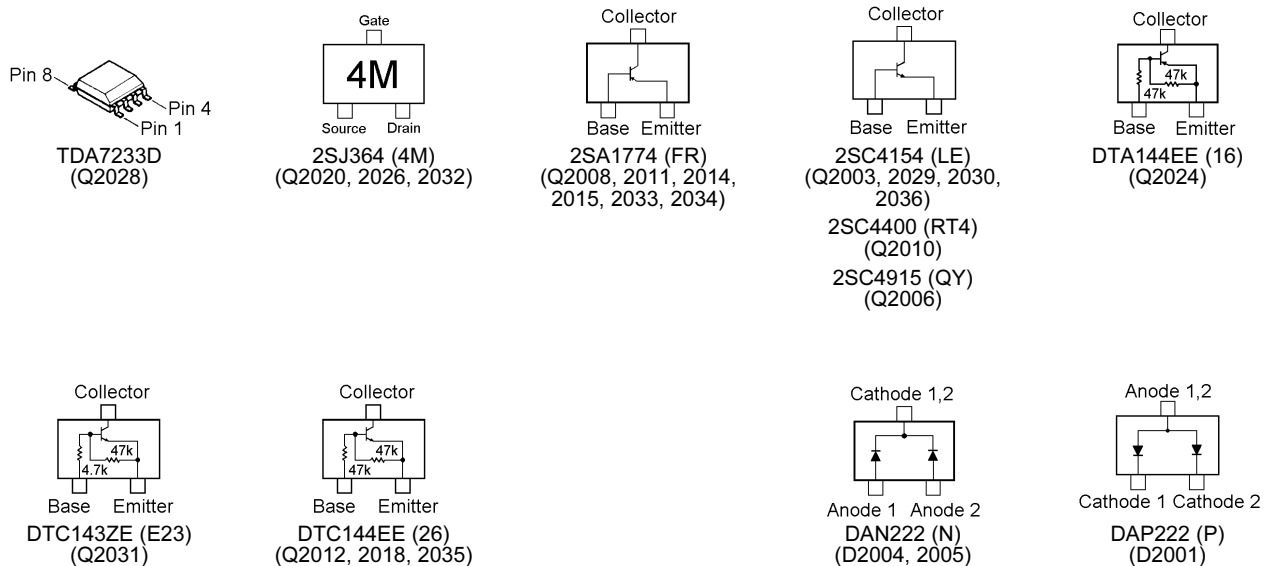 Pin 8
Pin 4
Pin 1
TDA7233D
(Q2028)
Gate
4M
Source Drain
2SJ364 (4M)
(Q2020, 2026, 2032)
Collector
Base Emitter
2SA1774 (FR)
(Q2008, 2011, 2014,
2015, 2033, 2034)
Collector
Base Emitter
2SC4154 (LE)
(Q2003, 2029, 2030,
2036)
2SC4400 (RT4)
(Q2010)
2SC4915 (QY)
(Q2006)
Collector
47k
47k
Base Emitter
DTA144EE (16)
(Q2024)
Collector
47k
4.7k
Base Emitter
DTC143ZE (E23)
(Q2031)
Collector
47k
47k
Base Emitter
DTC144EE (26)
(Q2012, 2018, 2035)
Cathode 1,2
Anode 1 Anode 2
DAN222 (N)
(D2004, 2005)
Anode 1,2
Cathode 1 Cathode 2
DAP222 (P)
(D2001)